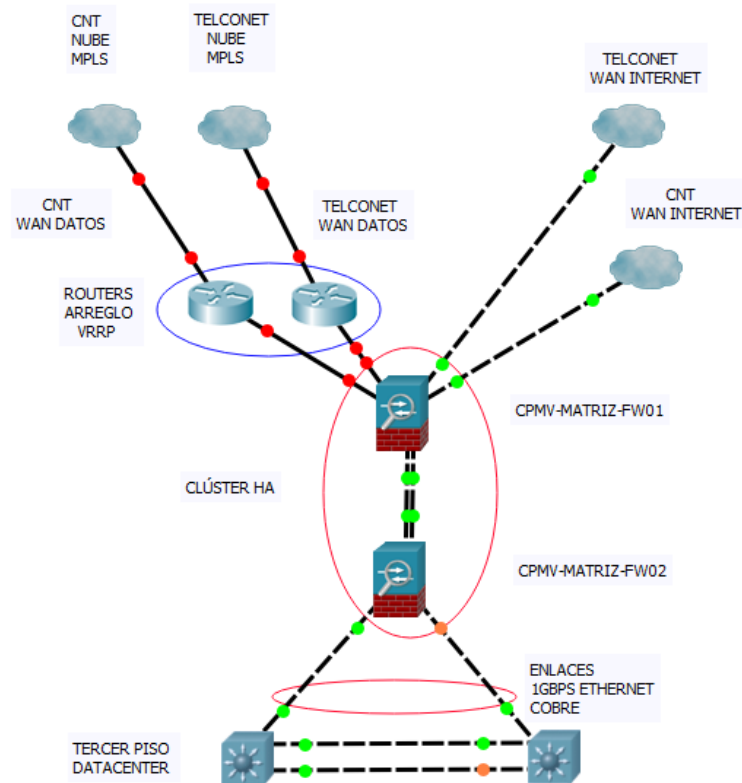 CNT
NUBE
MPLS
TELCONET
NUBE
MPLS
TELCONET
WAN INTERNET
CNT
WAN INTERNET
CNT
WAN DATOS
TELCONET
WAN DATOS
ROUTERS
ARREGLO
VRRP
CPMV-MATRIZ-FW01
CLÚSTER HA
CPMV-MATRIZ-FW02
ENLACES
1GBPS ETHERNET
COBRE
TERCER PISO
DATACENTER